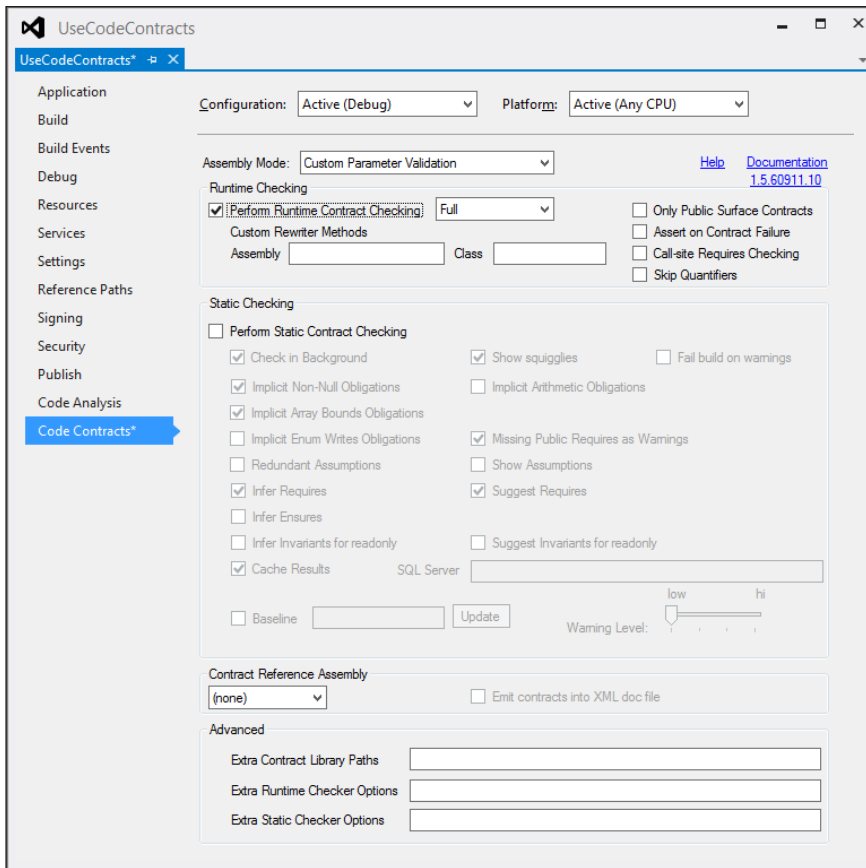 UseCodeContracts
UseCodeContracts*
Application
Build
Build Events
Debug
Resources
Services
Settings
Reference Paths
Signing
Security
Publish
Code Analysis
Code Contracts*
Configuration: Active (Debug) Platform: Active (Any CPU)
Assembly Mode: Custom Parameter Validation Help Documentation
1.5.60911.10
Runtime Checking
Perform Runtime Contract Checking Full Only Public Surface Contracts
Custom Rewriter Methods Assert on Contract Failure
Assembly Class Call-site Requires Checking
Skip Quantifiers
Static Checking
Perform Static Contract Checking
Check in Background Show squigglies Fail build on warnings
Implicit Non-Null Obligations Implicit Arithmetic Obligations
Implicit Array Bounds Obligations
Implicit Enum Writes Obligations Missing Public Requires as Warnings
Redundant Assumptions Show Assumptions
Infer Requires Suggest Requires
Infer Ensures
Infer Invariants for readonly Suggest Invariants for readonly
Cache Results SQL Server
low hi
Baseline Update Warning Level:
Contract Reference Assembly
(none) Emit contracts into XML doc file
Advanced
Extra Contract Library Paths
Extra Runtime Checker Options
Extra Static Checker Options